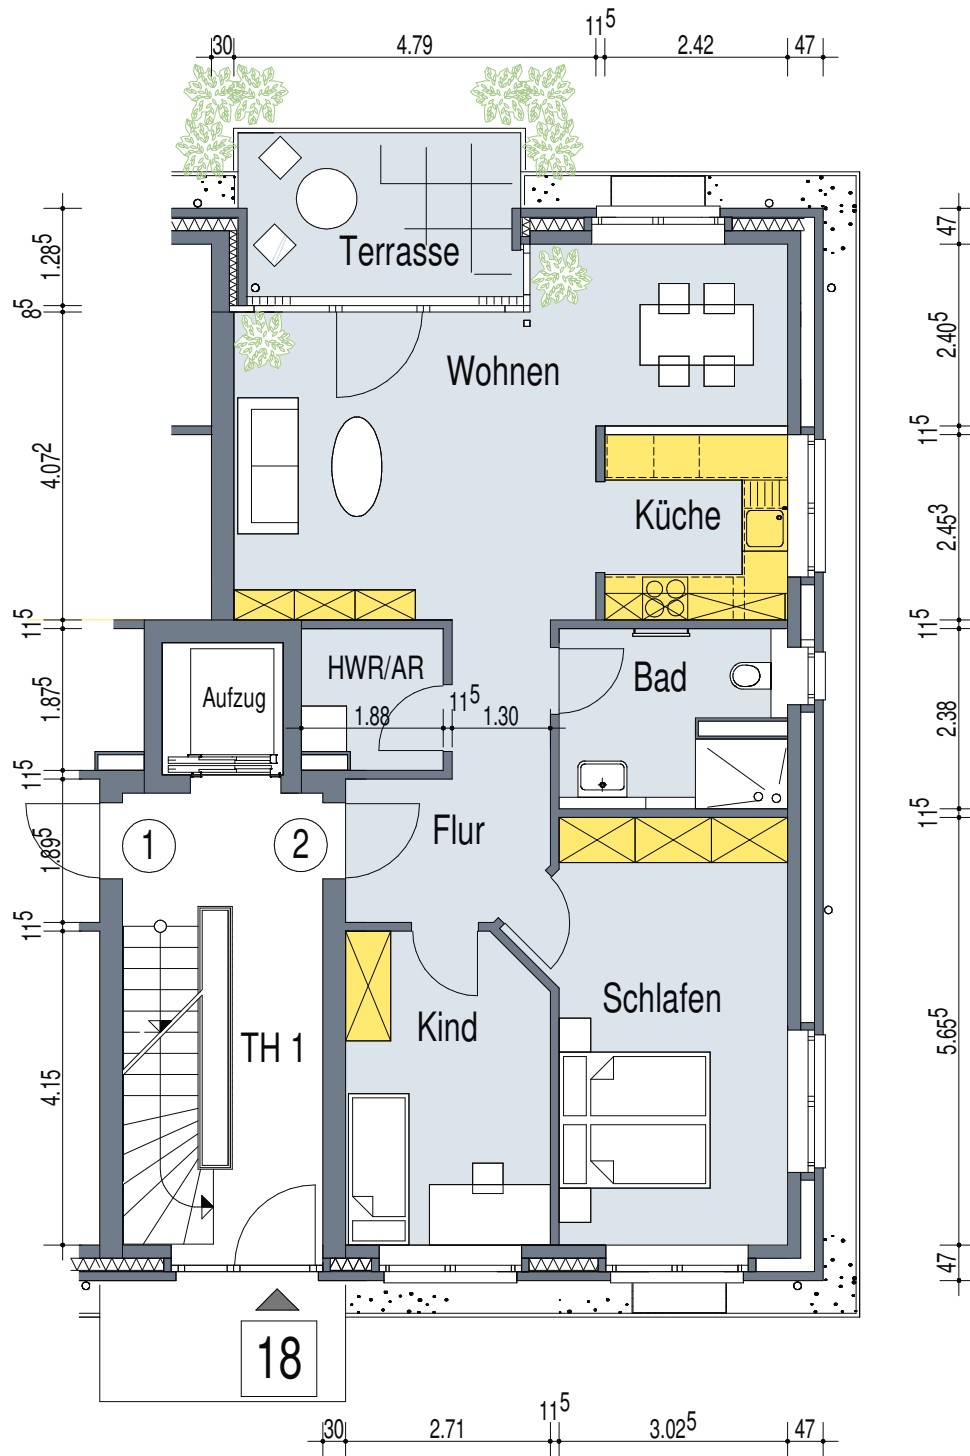 11⁵
30 4.79 2.42 47
Terrasse
1.28⁵
8⁵
4.07²
11⁵
1.87⁵
11⁵
1.89⁵
11⁵
4.15
47
2.40⁵
11⁵
2.45³
11⁵
2.38
11⁵
5.65⁵
47
Wohnen
Küche
HWR/AR
Bad
Aufzug
1.88 11⁵ 1.30
1 2 Flur
Schlafen
Kind
TH 1
18
11⁵
30 2.71 3.02⁵ 47